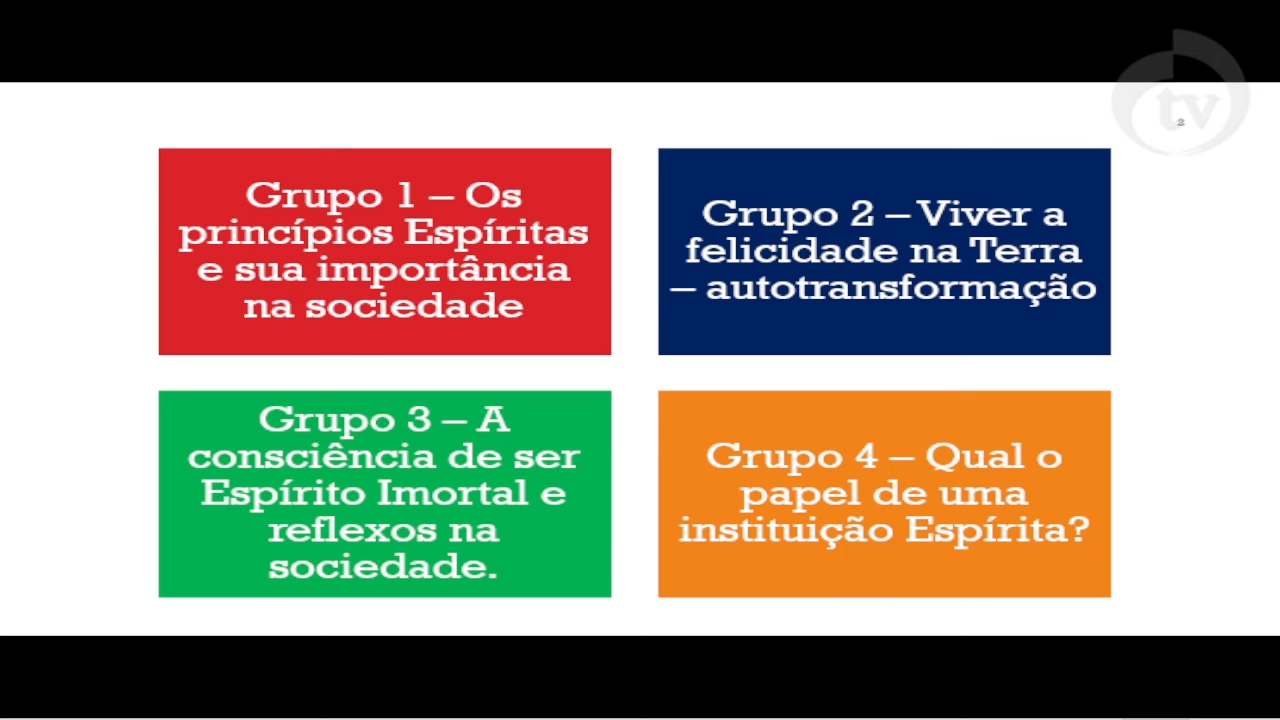 tv
2
Grupo 1 – Os
princípios Espíritas
e sua importância
na sociedade
Grupo 2 – Viver a
felicidade na Terra
– autotransformação
Grupo 3 – A
consciência de ser
Espírito Imortal e
reflexos na
sociedade.
Grupo 4 – Qual o
papel de uma
instituição Espírita?